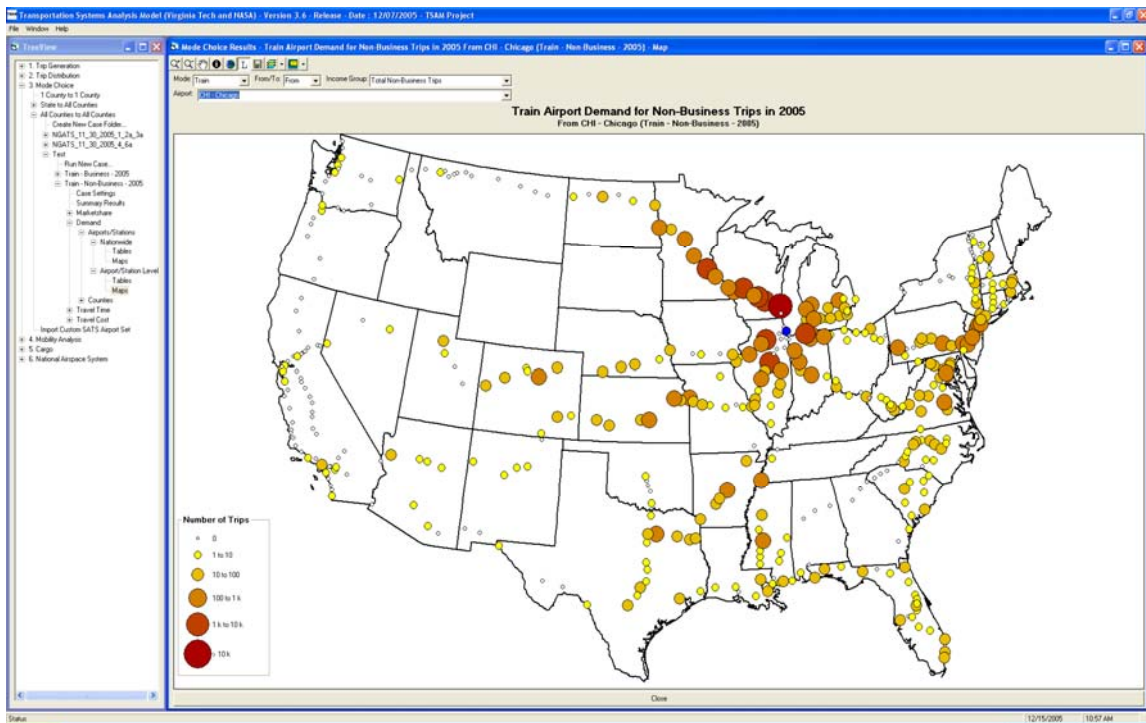 Transportation Systems Analysis Model (Virginia Tech and NASA) - Version 3.6 - Release - Date : 12/07/2005 - TSAM Project
File Window Help
TreeView
1. Trip Generation
2. Trip Distribution
3. Mode Choice
1 County to 1 County
State to All Counties
All Counties to All Counties
Create New Case Folder...
NGATS_11_30_2005_1_2a_3a
NGATS_11_30_2005_4_6a
Test
Run New Case...
Train - Business - 2005
Train - Non-Business - 2005
Case Settings
Summary Results
Marketshare
Demand
Airports/Stations
Nationwide
Tables
Maps
Airport/Station Level
Tables
Maps
Counties
Travel Time
Travel Cost
Import Custom SATS Airport Set
4. Mobility Analysis
5. Cargo
6. National Airspace System
Mode Choice Results - Train Airport Demand for Non-Business Trips in 2005 From CHI - Chicago (Train - Non-Business - 2005) - Map
Mode: Train From/To: From Income Group: Total Non-Business Trips
Airport: CHI - Chicago
Train Airport Demand for Non-Business Trips in 2005
From CHI - Chicago (Train - Non-Business - 2005)
Number of Trips
0
1 to 10
10 to 100
100 to 1 k
1 k to 10 k
> 10 k
Close
Status 12/15/2005 10:57 AM